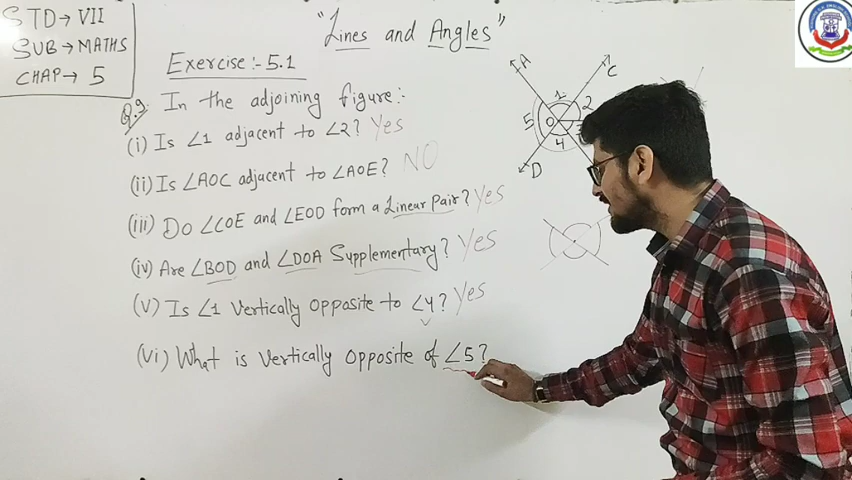 STD→ VII
SUB→MATHS
CHAP→ 5
"Lines and Angles"
Exercise:-5.1
Q.9. In the adjoining figure:-
(i) Is ∠1 adjacent to ∠2? Yes
(ii) Is ∠AOC adjacent to ∠AOE? NO
(iii) Do ∠COE and ∠EOD form a Linear Pair? Yes
(iv) Are ∠BOD and ∠DOA Supplementary? Yes
(v) Is ∠1 Vertically opposite to ∠4? Yes
(vi) What is vertically opposite of ∠5?
A
C
1
2
5
O
3
4
D